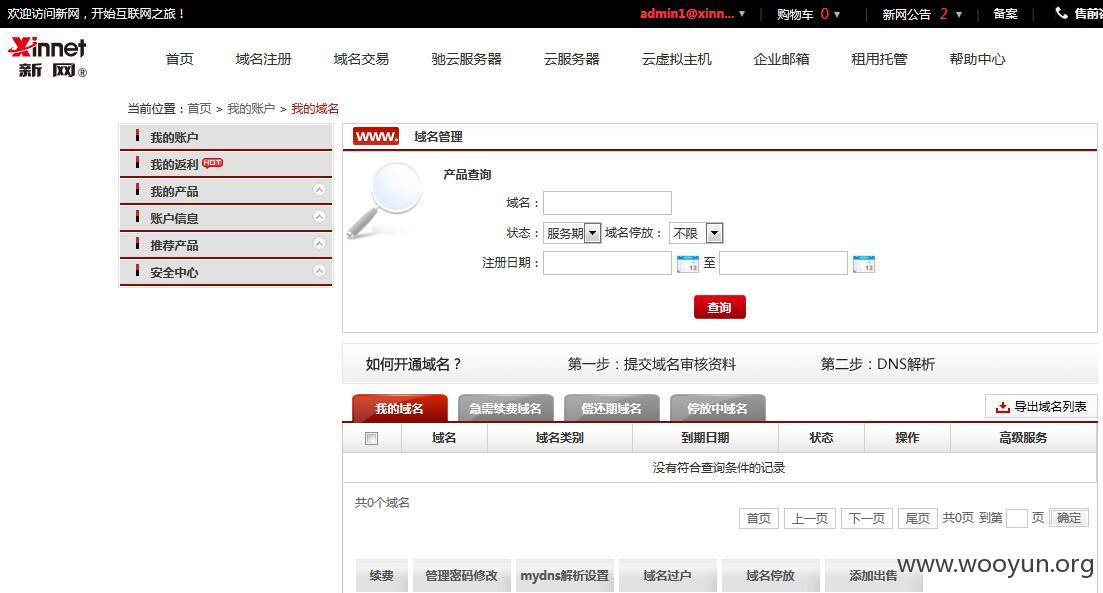 欢迎访问新网，开始互联网之旅！
admin1@xinn... ▼ | 购物车 0 ▼ | 新网公告 2 ▼ | 备案 | 售前
Xinnet
新 网®
首页 域名注册 域名交易 驰云服务器 云服务器 云虚拟主机 企业邮箱 租用托管 帮助中心
当前位置：首页 > 我的账户 > 我的域名
我的账户
我的返利 HOT
我的产品
账户信息
推荐产品
安全中心
www. 域名管理
产品查询
域名：
状态： 服务期 域名停放： 不限
注册日期： 12 至 12
查询
如何开通域名？ 第一步：提交域名审核资料 第二步：DNS解析
我的域名 急需续费域名 偿还期域名 停放中域名 导出域名列表
域名 域名类别 到期日期 状态 操作 高级服务
没有符合查询条件的记录
共0个域名
首页 上一页 下一页 尾页 共0页 到第 页 确定
续费 管理密码修改 mydns解析设置 域名过户 域名停放 添加出售
www.wooyun.org